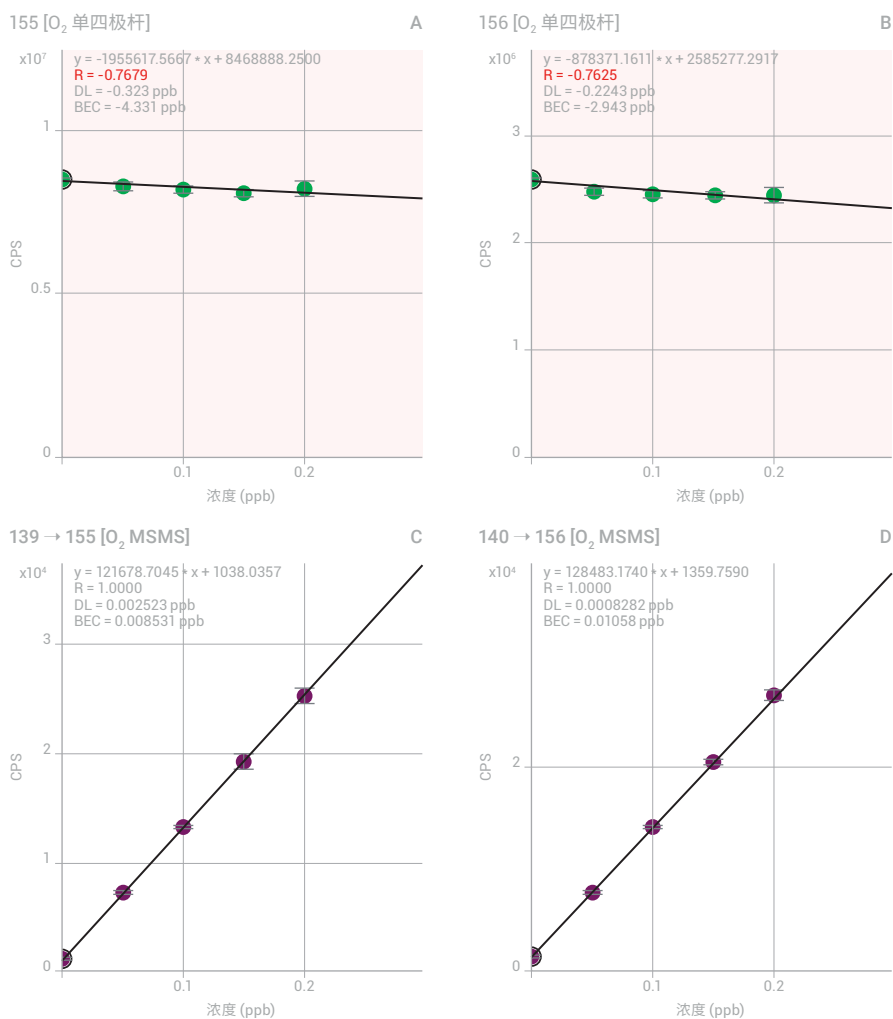 155 [O₂ 单四极杆]
A
x10⁷
y = -1955617.5667 * x + 8468888.2500
R = -0.7679
DL = -0.323 ppb
BEC = -4.331 ppb
1
0.5
0
CPS
0.1
0.2
浓度 (ppb)
156 [O₂ 单四极杆]
B
x10⁶
y = -878371.1611 * x + 2585277.2917
R = -0.7625
DL = -0.2243 ppb
BEC = -2.943 ppb
3
2
1
0
CPS
0.1
0.2
浓度 (ppb)
139 → 155 [O₂ MSMS]
C
x10⁴
y = 121678.7045 * x + 1038.0357
R = 1.0000
DL = 0.002523 ppb
BEC = 0.008531 ppb
3
2
1
0
CPS
0.1
0.2
浓度 (ppb)
140 → 156 [O₂ MSMS]
D
x10⁴
y = 128483.1740 * x + 1359.7590
R = 1.0000
DL = 0.0008282 ppb
BEC = 0.01058 ppb
2
0
CPS
0.1
0.2
浓度 (ppb)